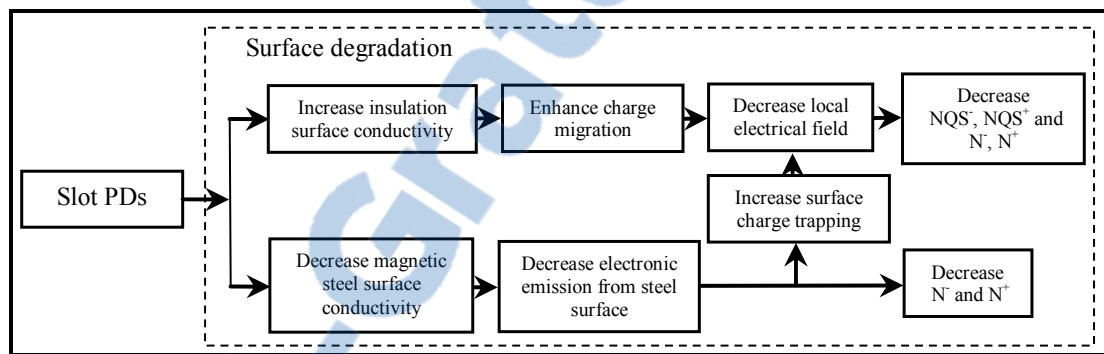 Surface degradation
Slot PDs
Increase insulation
surface conductivity
Enhance charge
migration
Decrease local
electrical field
Decrease
NQS⁻, NQS⁺ and
N⁻, N⁺
Increase surface
charge trapping
Decrease magnetic
steel surface
conductivity
Decrease electronic
emission from steel
surface
Decrease
N⁻ and N⁺